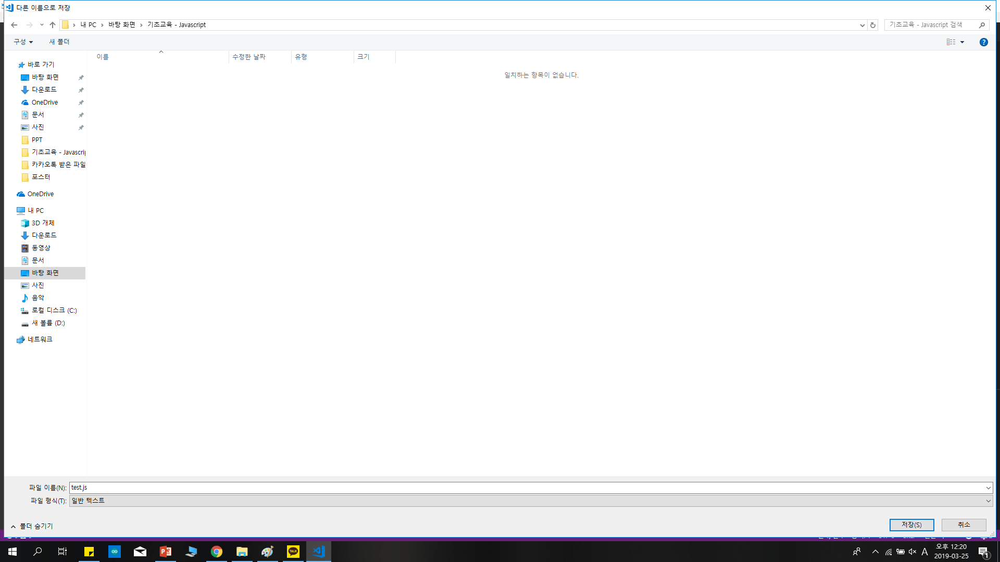 다른 이름으로 저장
내 PC › 바탕 화면 › 기초교육 - Javascript
기초교육 - Javascript 검색
구성
새 폴더
이름
수정한 날짜
유형
크기
일치하는 항목이 없습니다.
바로 가기
바탕 화면
다운로드
OneDrive
문서
사진
PPT
기초교육 - Javascrip
카카오톡 받은 파일
포스터
OneDrive
내 PC
3D 개체
다운로드
동영상
문서
바탕 화면
사진
음악
로컬 디스크 (C:)
새 볼륨 (D:)
네트워크
파일 이름(N): test.js
파일 형식(T): 일반 텍스트
폴더 숨기기
저장(S)
취소
TALK
A
오후 12:20
2019-03-25
1